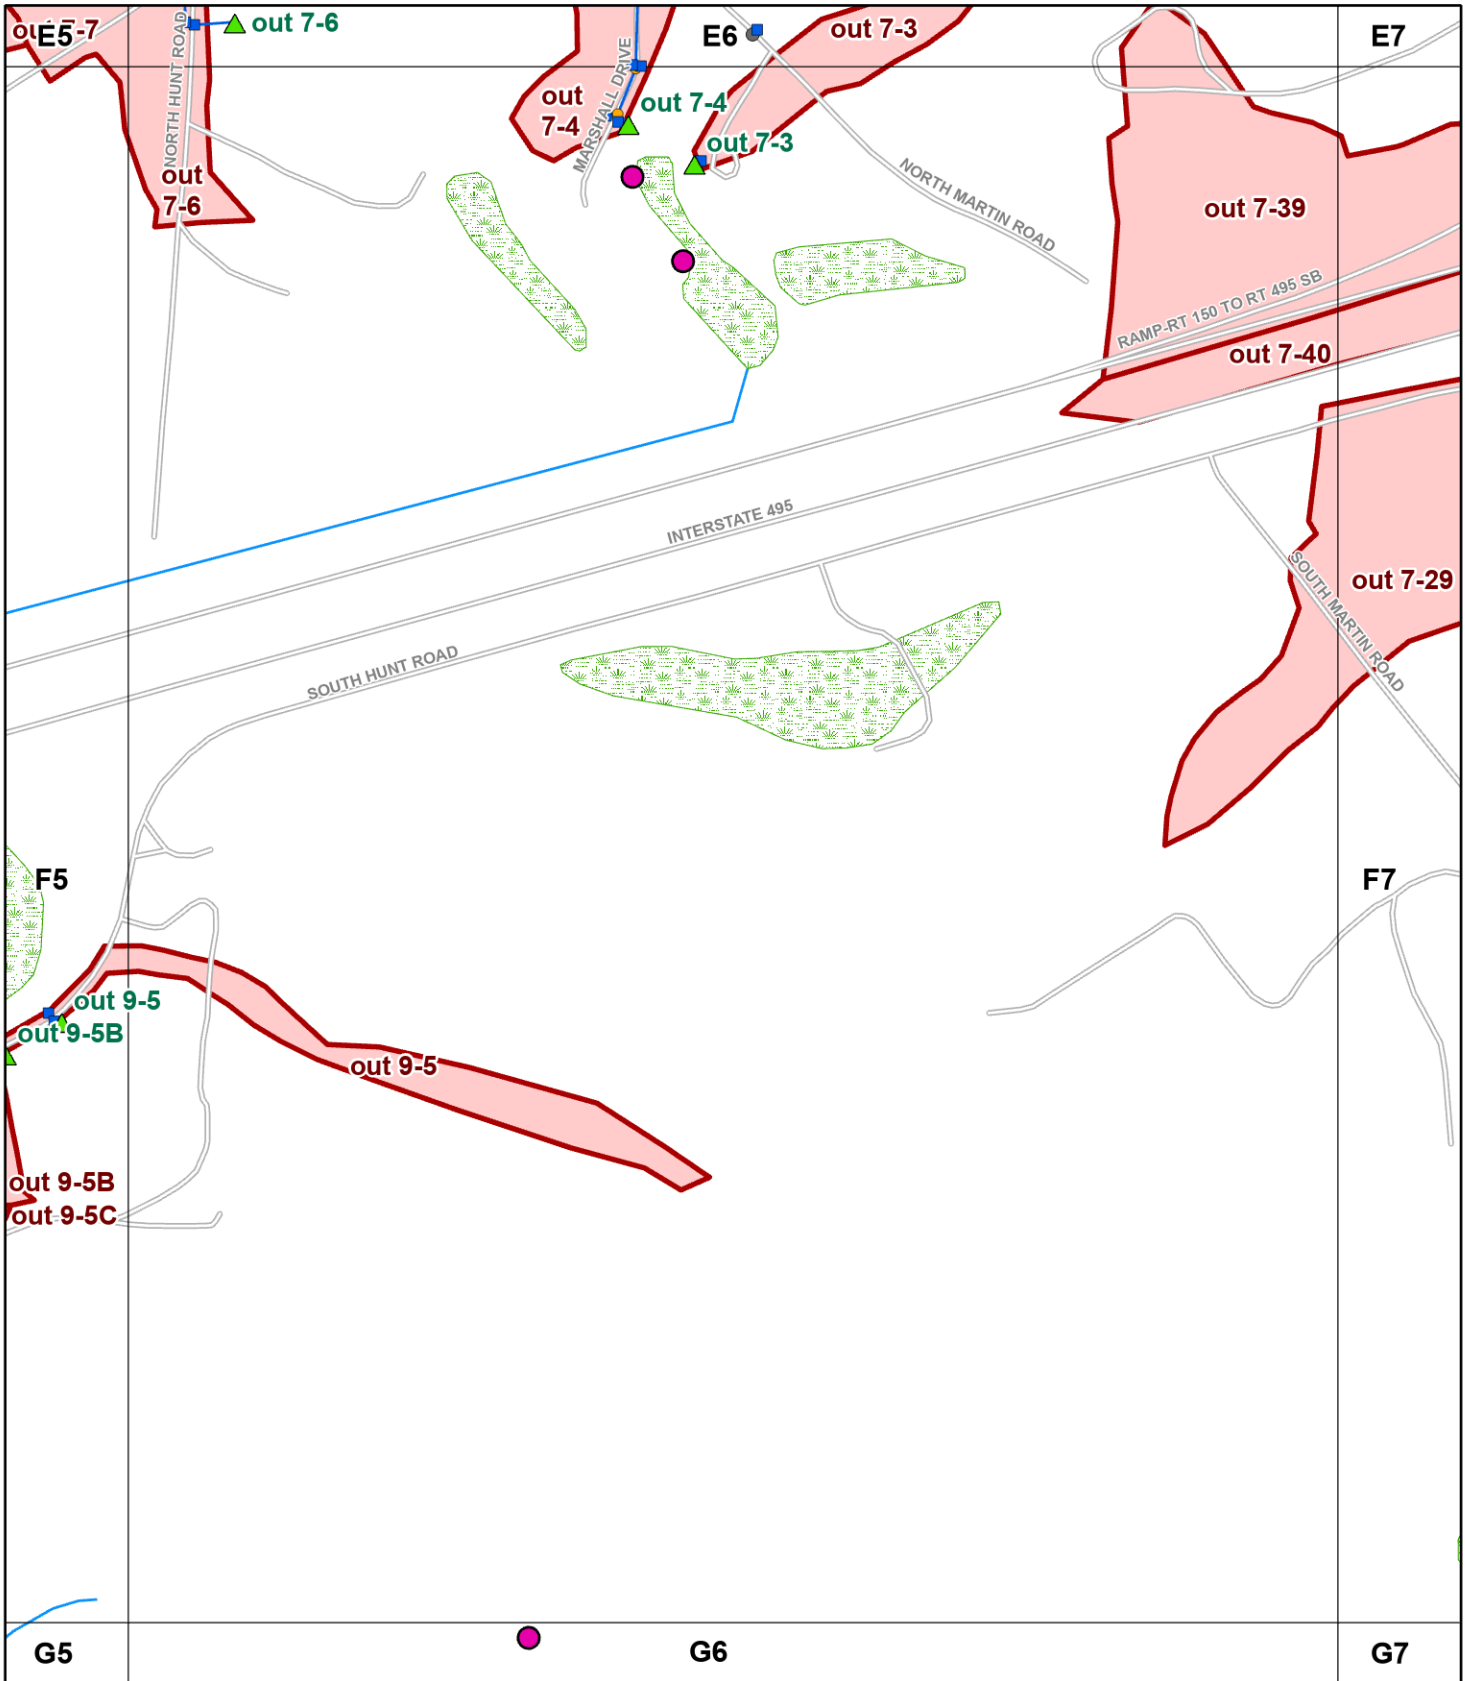 out 7-7
E5
out 7-6
E6
out 7-3
E7
NORTH HUNT ROAD
MARSHALL DRIVE
out
7-4
out 7-4
out 7-3
out
7-6
NORTH MARTIN ROAD
out 7-39
RAMP-RT 150 TO RT 495 SB
out 7-40
INTERSTATE 495
SOUTH HUNT ROAD
SOUTH MARTIN ROAD
out 7-29
F5
F7
out 9-5
out 9-5B
out 9-5
out 9-5B
out 9-5C
G5
G6
G7